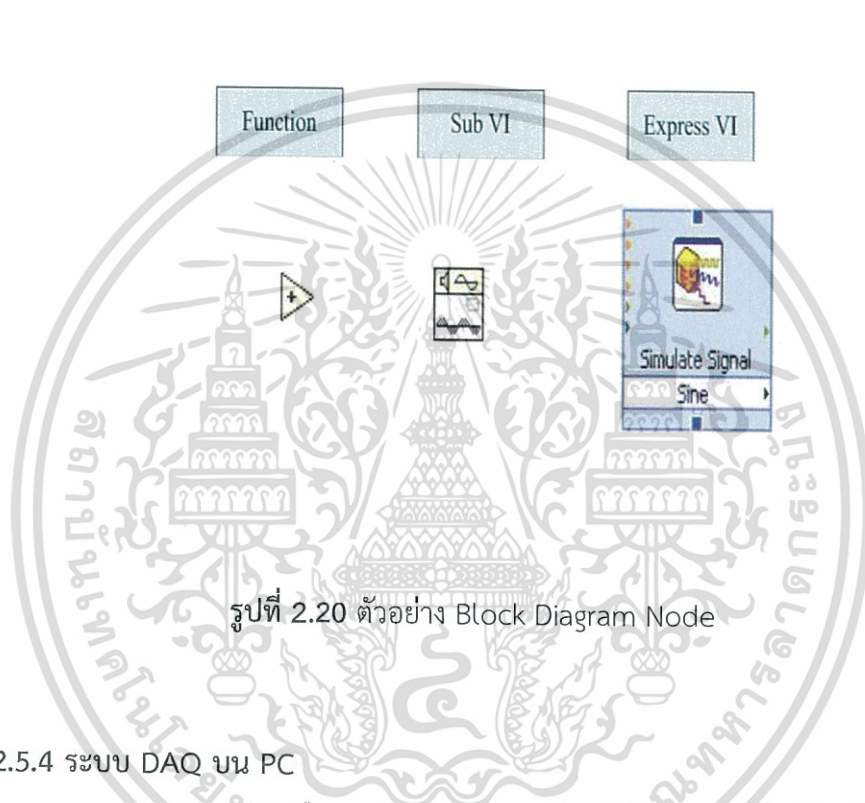 Function Sub VI Express VI
+
Simulate Signal
Sine
รูปที่ 2.20 ตัวอย่าง Block Diagram Node
2.5.4 ระบบ DAQ บน PC